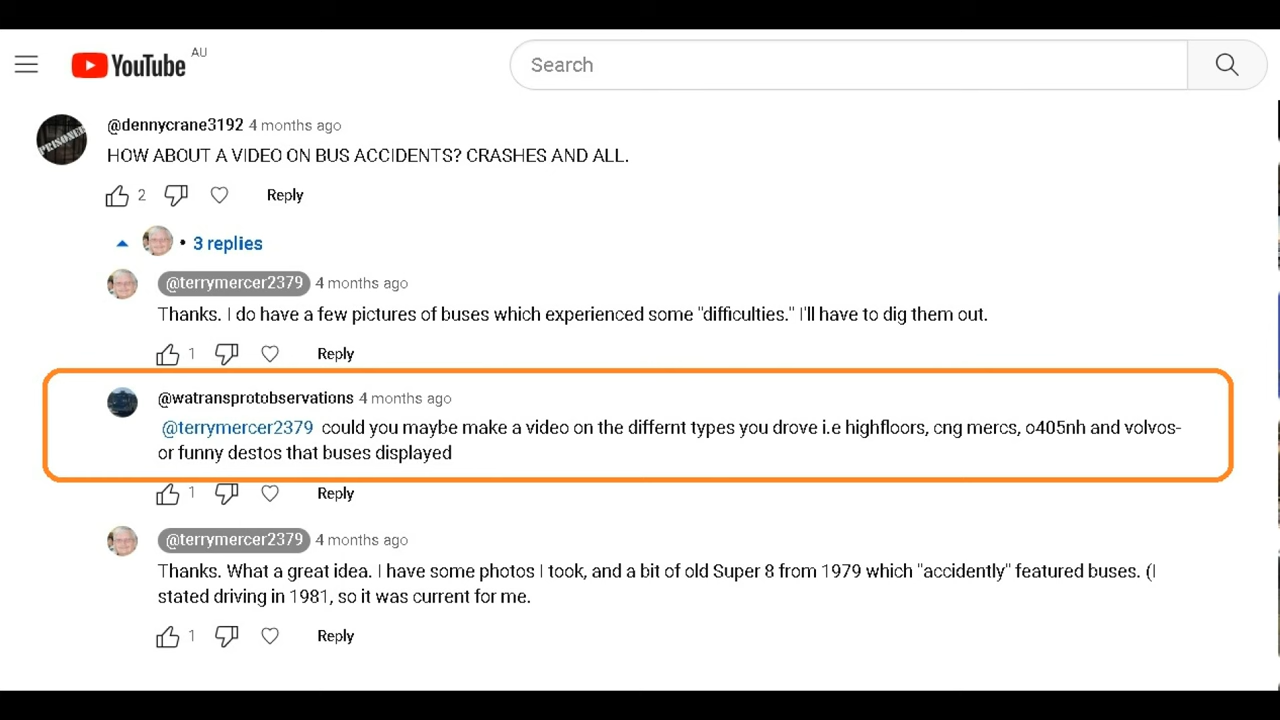 YouTube AU
Search
@dennycrane3192 4 months ago
HOW ABOUT A VIDEO ON BUS ACCIDENTS? CRASHES AND ALL.
2 Reply
• 3 replies
@terrymercer2379 4 months ago
Thanks. I do have a few pictures of buses which experienced some "difficulties." I'll have to dig them out.
1 Reply
@watransprotobservations 4 months ago
@terrymercer2379 could you maybe make a video on the differnt types you drove i.e highfloors, cng mercs, o405nh and volvos-
or funny destos that buses displayed
1 Reply
@terrymercer2379 4 months ago
Thanks. What a great idea. I have some photos I took, and a bit of old Super 8 from 1979 which "accidently" featured buses. (I
stated driving in 1981, so it was current for me.
1 Reply
PRISONER